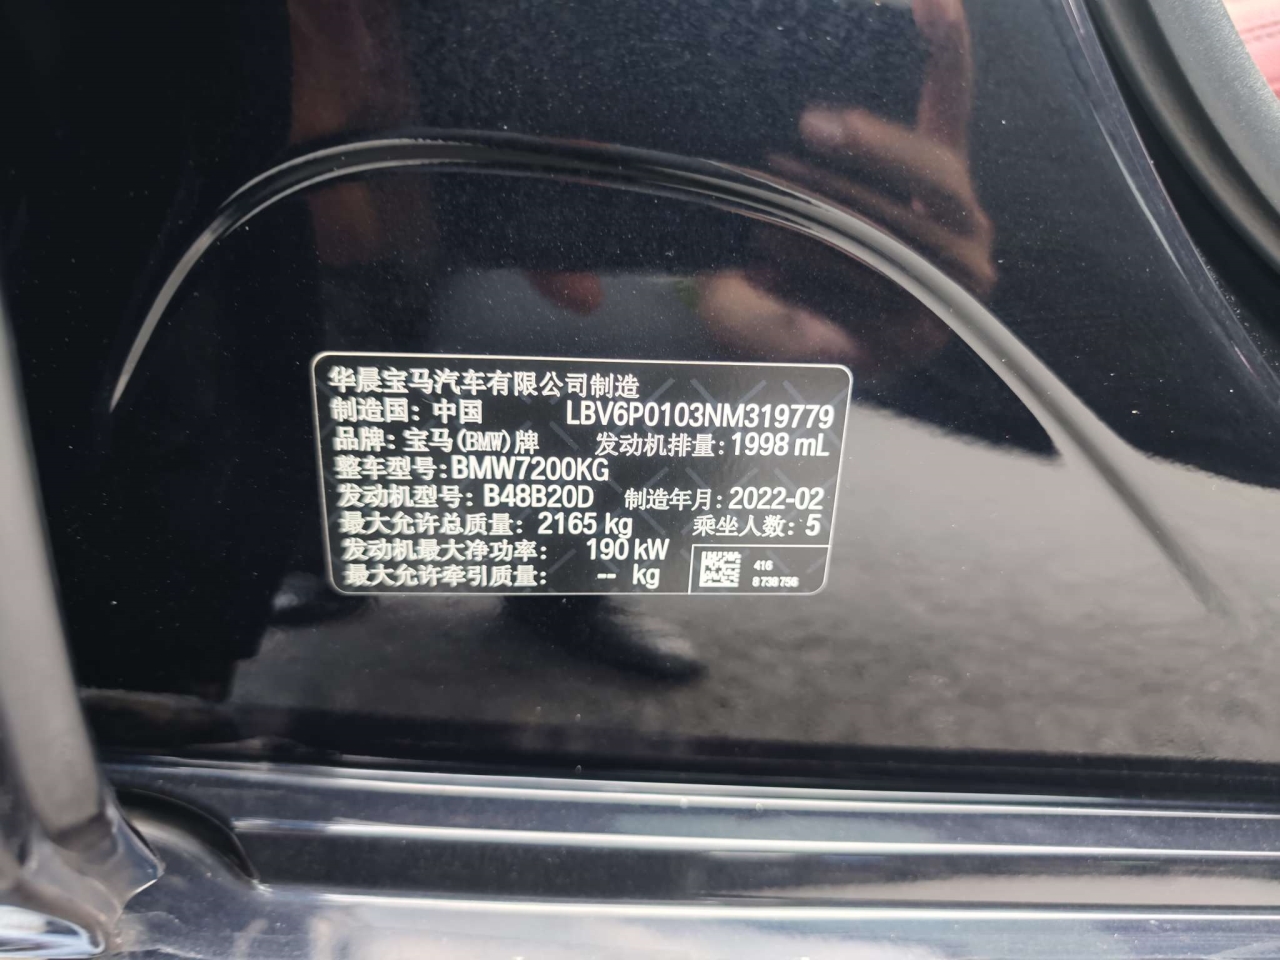 华晨宝马汽车有限公司制造
制造国: 中国 LBV6P0103NM319779
品牌: 宝马(BMW)牌 发动机排量: 1998 mL
整车型号: BMW7200KG
发动机型号: B48B20D 制造年月: 2022-02
最大允许总质量: 2165 kg 乘坐人数: 5
发动机最大净功率: 190 kW
最大允许牵引质量: -- kg
416
8 738 756